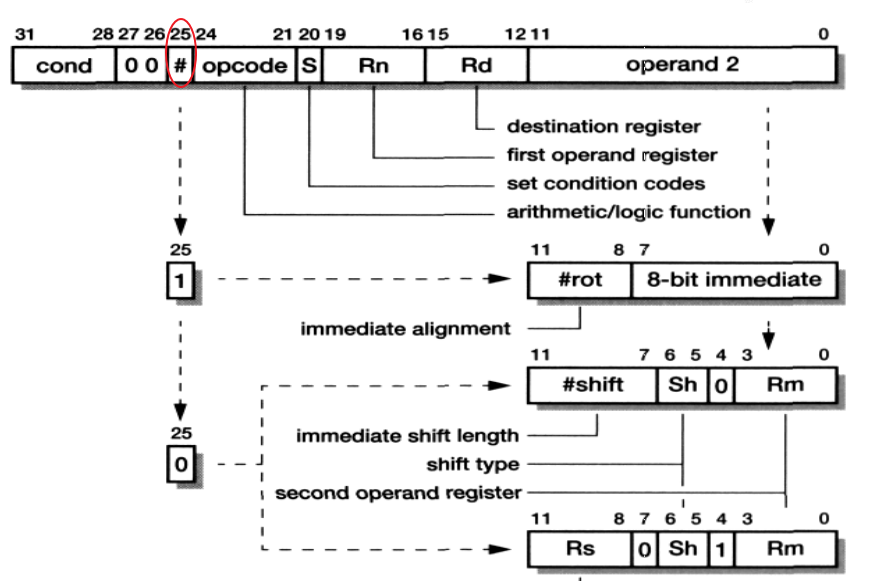 31 28 27 26 25 24 21 20 19 16 15 12 11 0
cond 0 0 # opcode S Rn Rd operand 2
destination register
first operand register
set condition codes
arithmetic/logic function
25 11 8 7 0
1 #rot 8-bit immediate
immediate alignment
11 7 6 5 4 3 0
#shift Sh 0 Rm
25
0
immediate shift length
shift type
second operand register
11 8 7 6 5 4 3 0
Rs 0 Sh 1 Rm